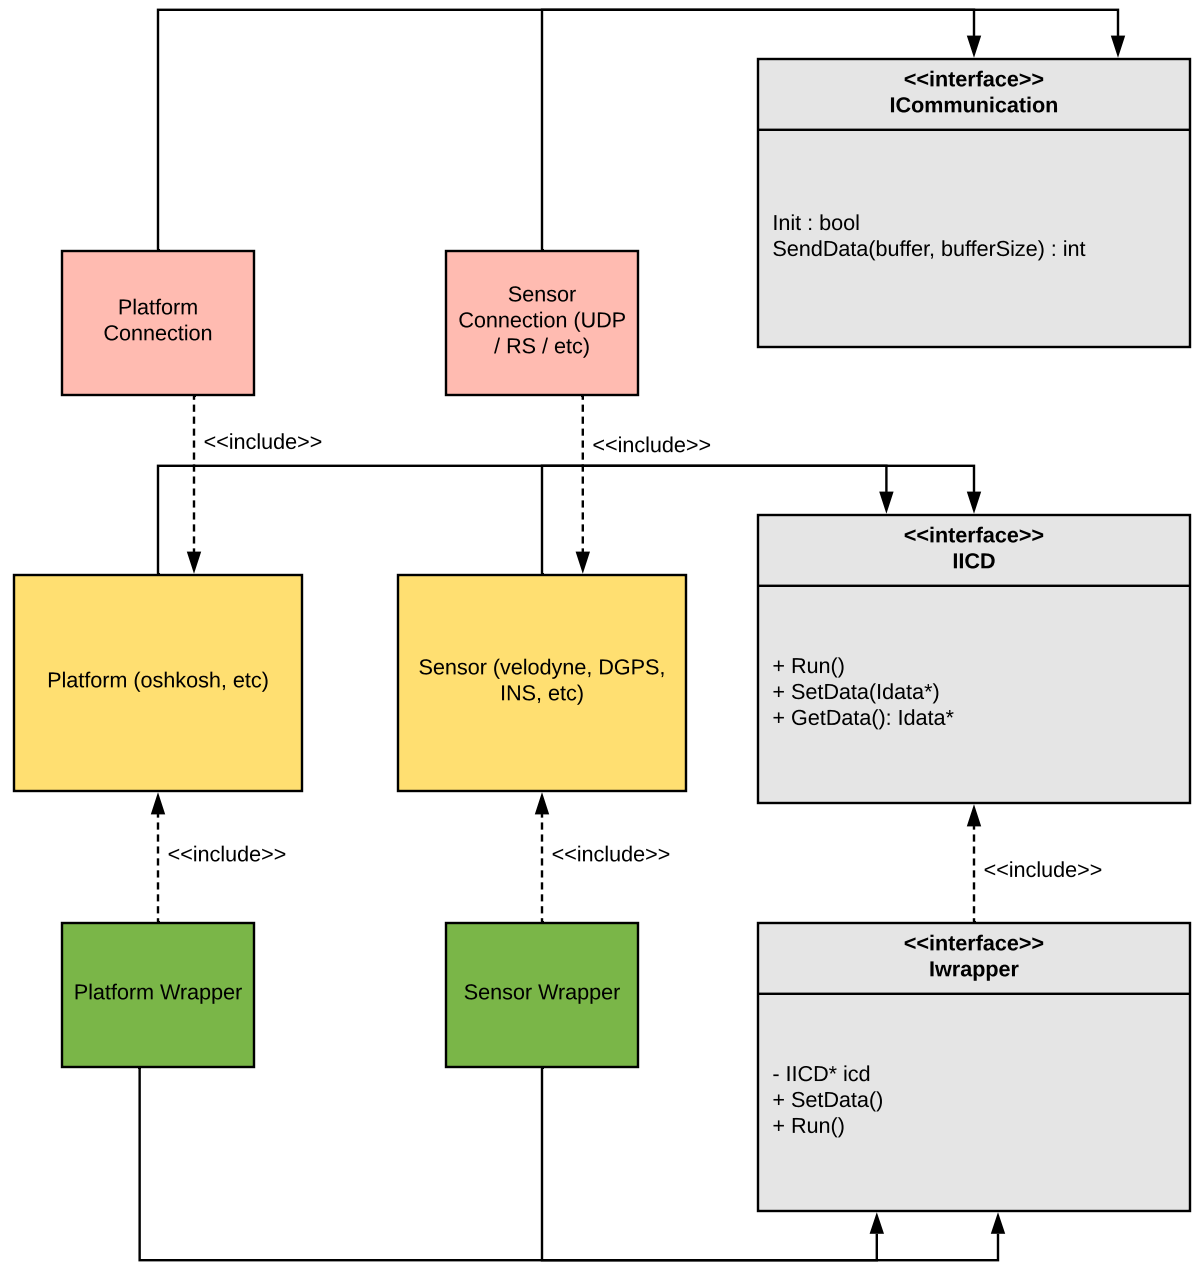 <<interface>>
ICommunication
Init : bool
SendData(buffer, bufferSize) : int
Platform
Connection
Sensor
Connection (UDP
/ RS / etc)
<<include>>
<<include>>
<<interface>>
IICD
+ Run()
+ SetData(Idata*)
+ GetData(): Idata*
Platform (oshkosh, etc)
Sensor (velodyne, DGPS,
INS, etc)
<<include>>
<<include>>
<<include>>
<<interface>>
Iwrapper
- IICD* icd
+ SetData()
+ Run()
Platform Wrapper
Sensor Wrapper